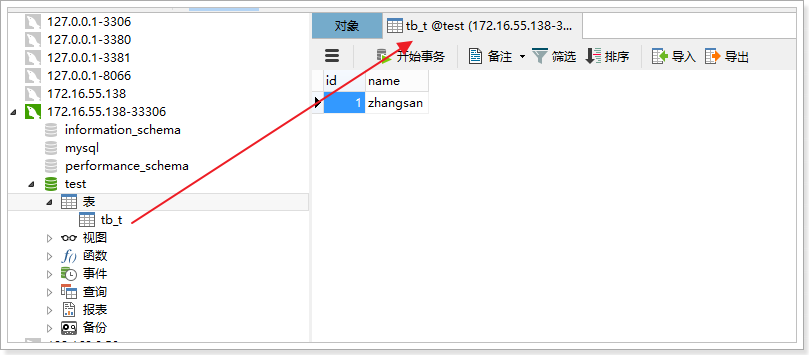 127.0.0.1-3306
127.0.0.1-3380
127.0.0.1-3381
127.0.0.1-8066
172.16.55.138
172.16.55.138-33306
information_schema
mysql
performance_schema
test
表
tb_t
视图
f()
函数
事件
查询
报表
备份
对象
tb_t @test (172.16.55.138-3...
开始事务
备注
筛选
排序
导入
导出
id name
1 zhangsan